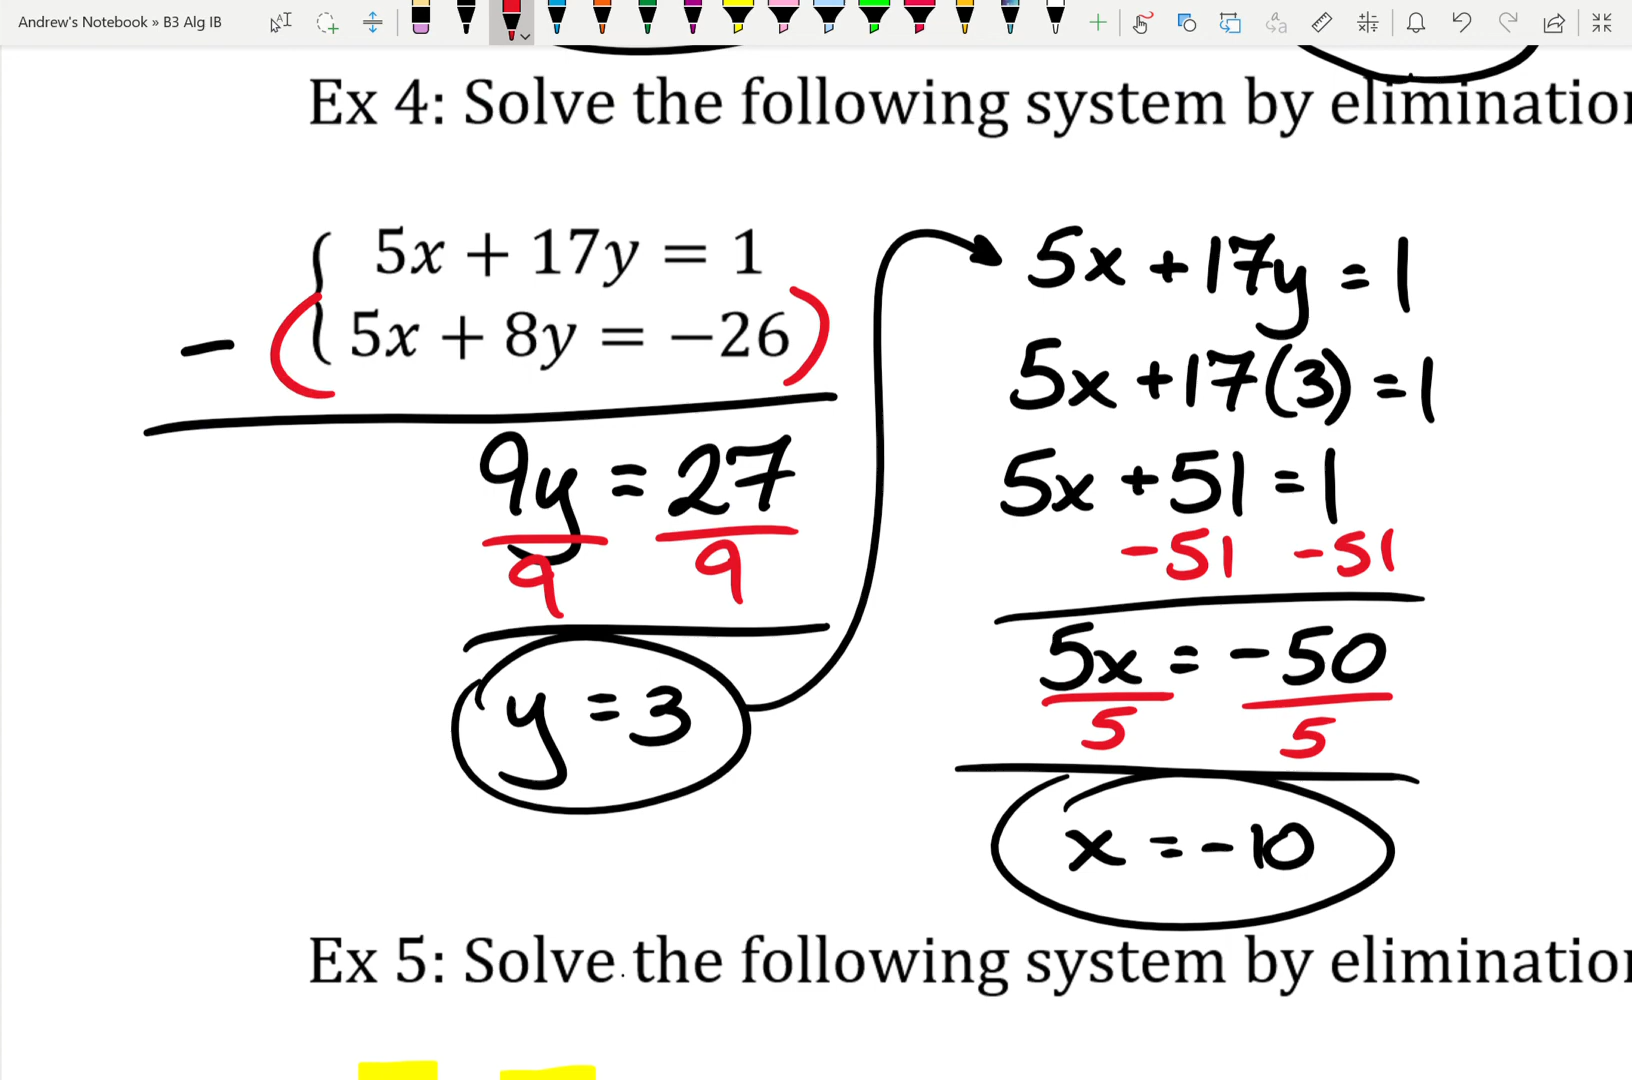 Andrew's Notebook » B3 Alg IB
Ex 4: Solve the following system by
5x + 17y = 1
- ( 5x + 8y = −26 )
9y = 27
9 9
y = 3
5x + 17y = 1
5x + 17(3) = 1
5x + 51 = 1
-51 -51
5x = -50
5 5
x = -10
Ex 5: Solve the following system by